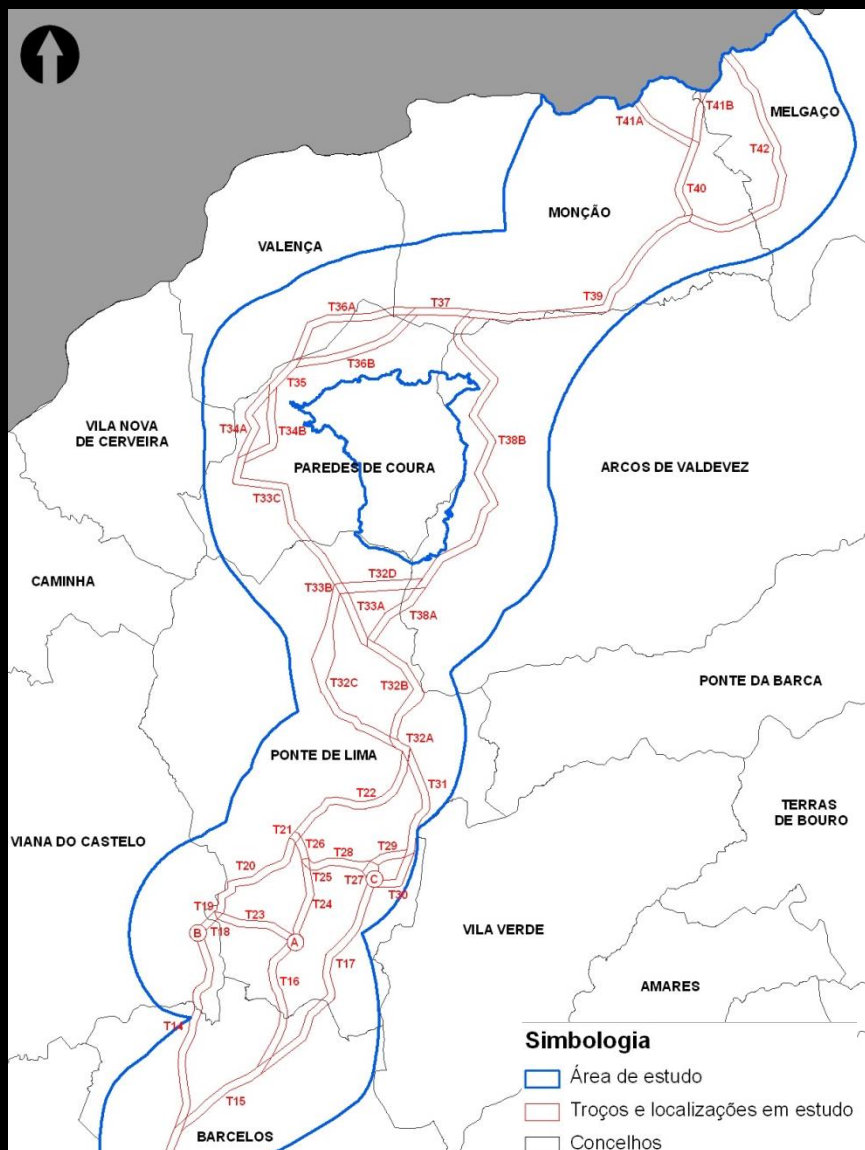 T41B
MELGAÇO
T41A
T42
T40
MONÇÃO
VALENÇA
T39
T36A
T37
T36B
T35
VILA NOVA
DE CERVEIRA
T34A
T34B
T38B
PAREDES DE COURA
ARCOS DE VALDEVEZ
T33C
CAMINHA
T32D
T33B
T33A
T38A
T32C
T32B
PONTE DA BARCA
T32A
PONTE DE LIMA
T31
T22
TERRAS
DE BOURO
VIANA DO CASTELO
T21
T26
T28
T29
T20
T25
T27
C
T30
T24
T19
T23
T18
B
A
VILA VERDE
T17
T16
AMARES
T14
Simbologia
Área de estudo
T15
Troços e localizações em estudo
BARCELOS
Concelhos